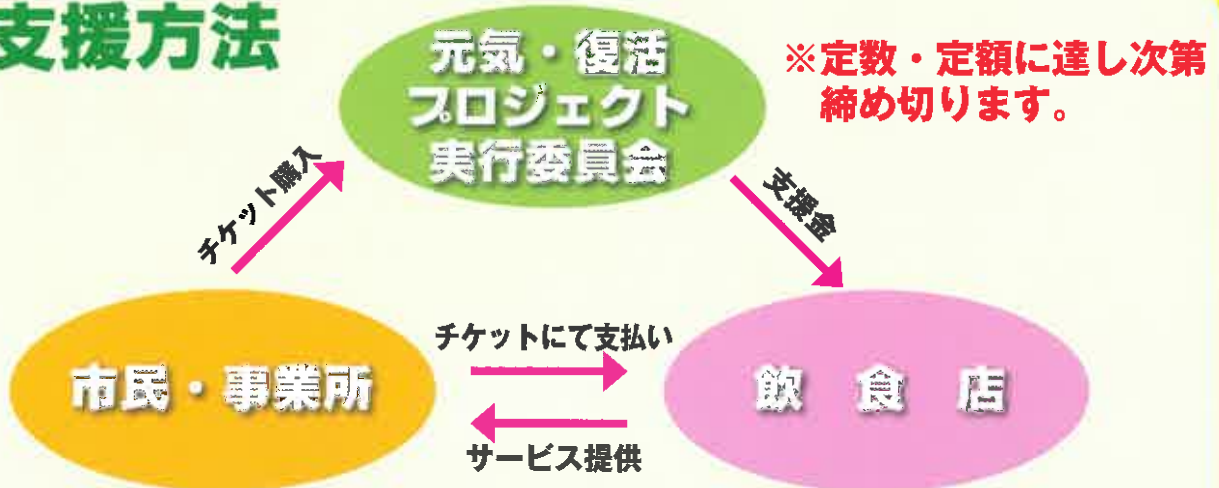 支援方法
元気・復活
プロジェクト
実行委員会
※定数・定額に達し次第
締め切ります。
チケット購入
支援金
市民・事業所
チケットにて支払い
サービス提供
飲食店